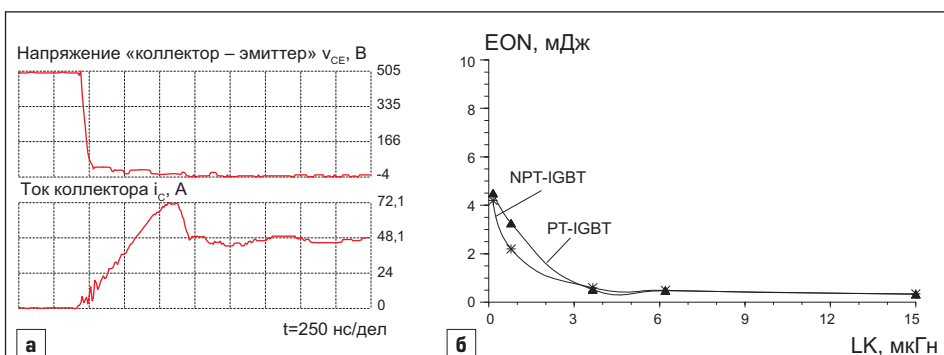 Напряжение «коллектор – эмиттер» v_CE, В
505
335
166
-4
Ток коллектора i_C, А
72,1
48,1
24
0
t=250 нс/дел
а
EON, мДж
10
8
6
4
2
0
NPT-IGBT
PT-IGBT
0 3 6 9 12 15
LK, мкГн
б